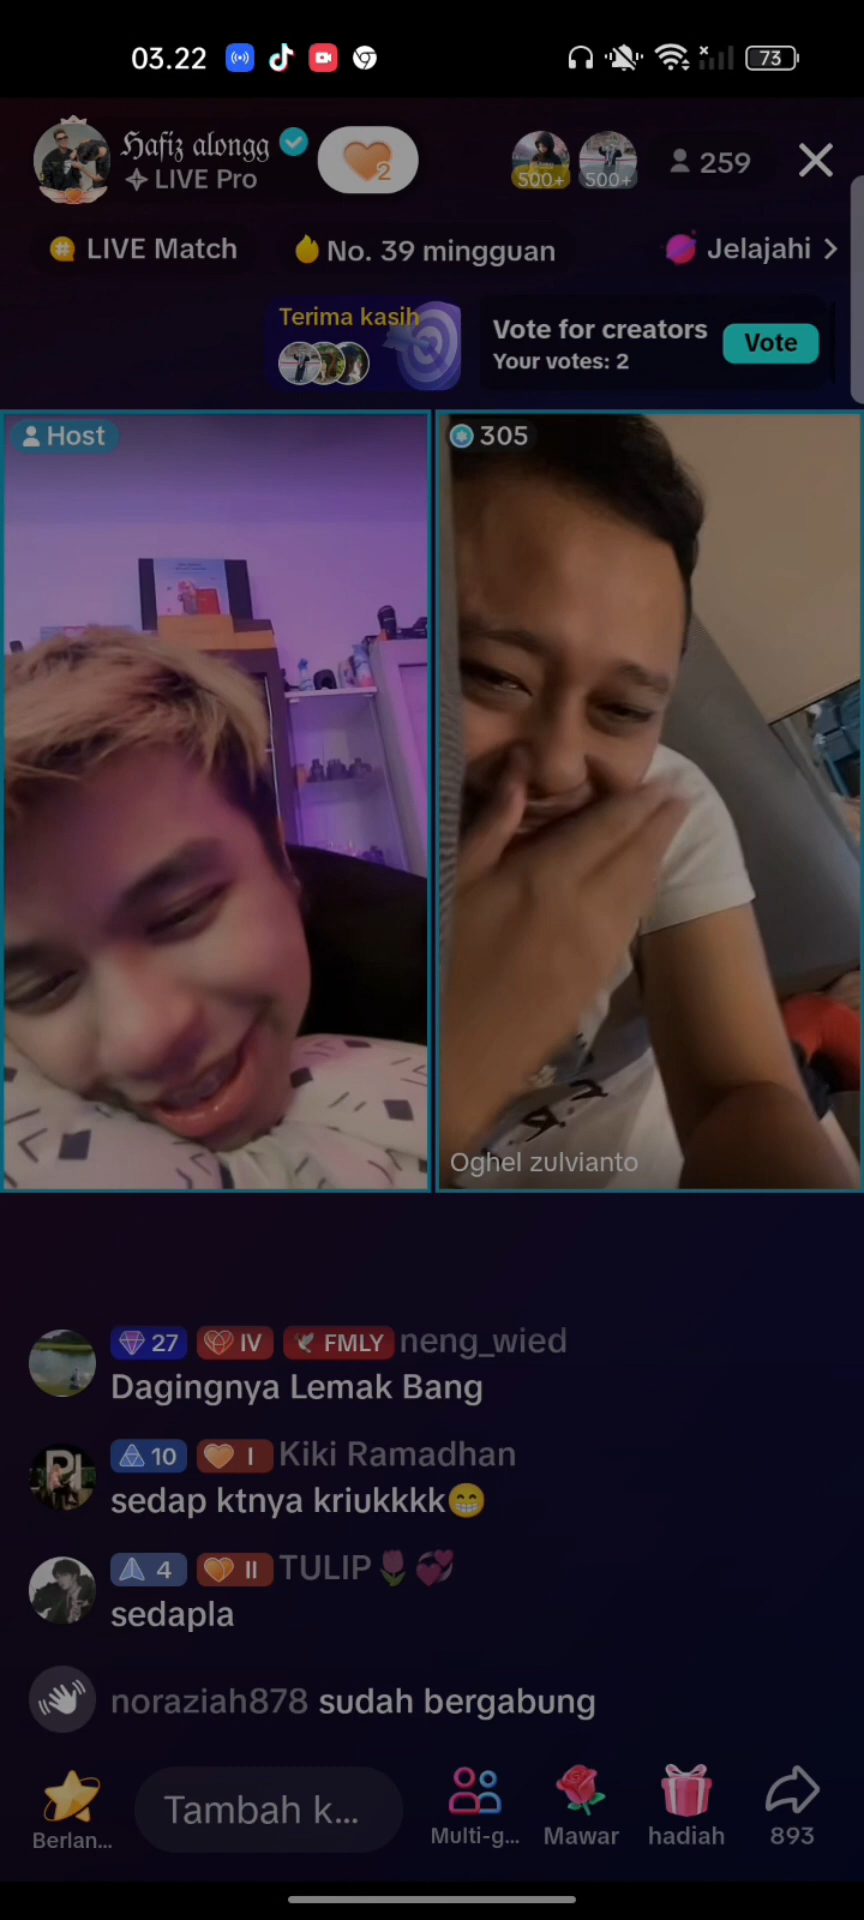 03.22
73
ℌafiz alongg
LIVE Pro
2
500+
500+
259
LIVE Match
No. 39 mingguan
Jelajahi
Terima kasih
Vote for creators
Your votes: 2
Vote
Host
305
Oghel zulvianto
27 IV FMLY neng_wied
Dagingnya Lemak Bang
10 I Kiki Ramadhan
sedap ktnya kriukkkk😁
4 II TULIP🌷💞
sedapla
noraziah878 sudah bergabung
Tambah k...
Berlan...
Multi-g...
Mawar
hadiah
893